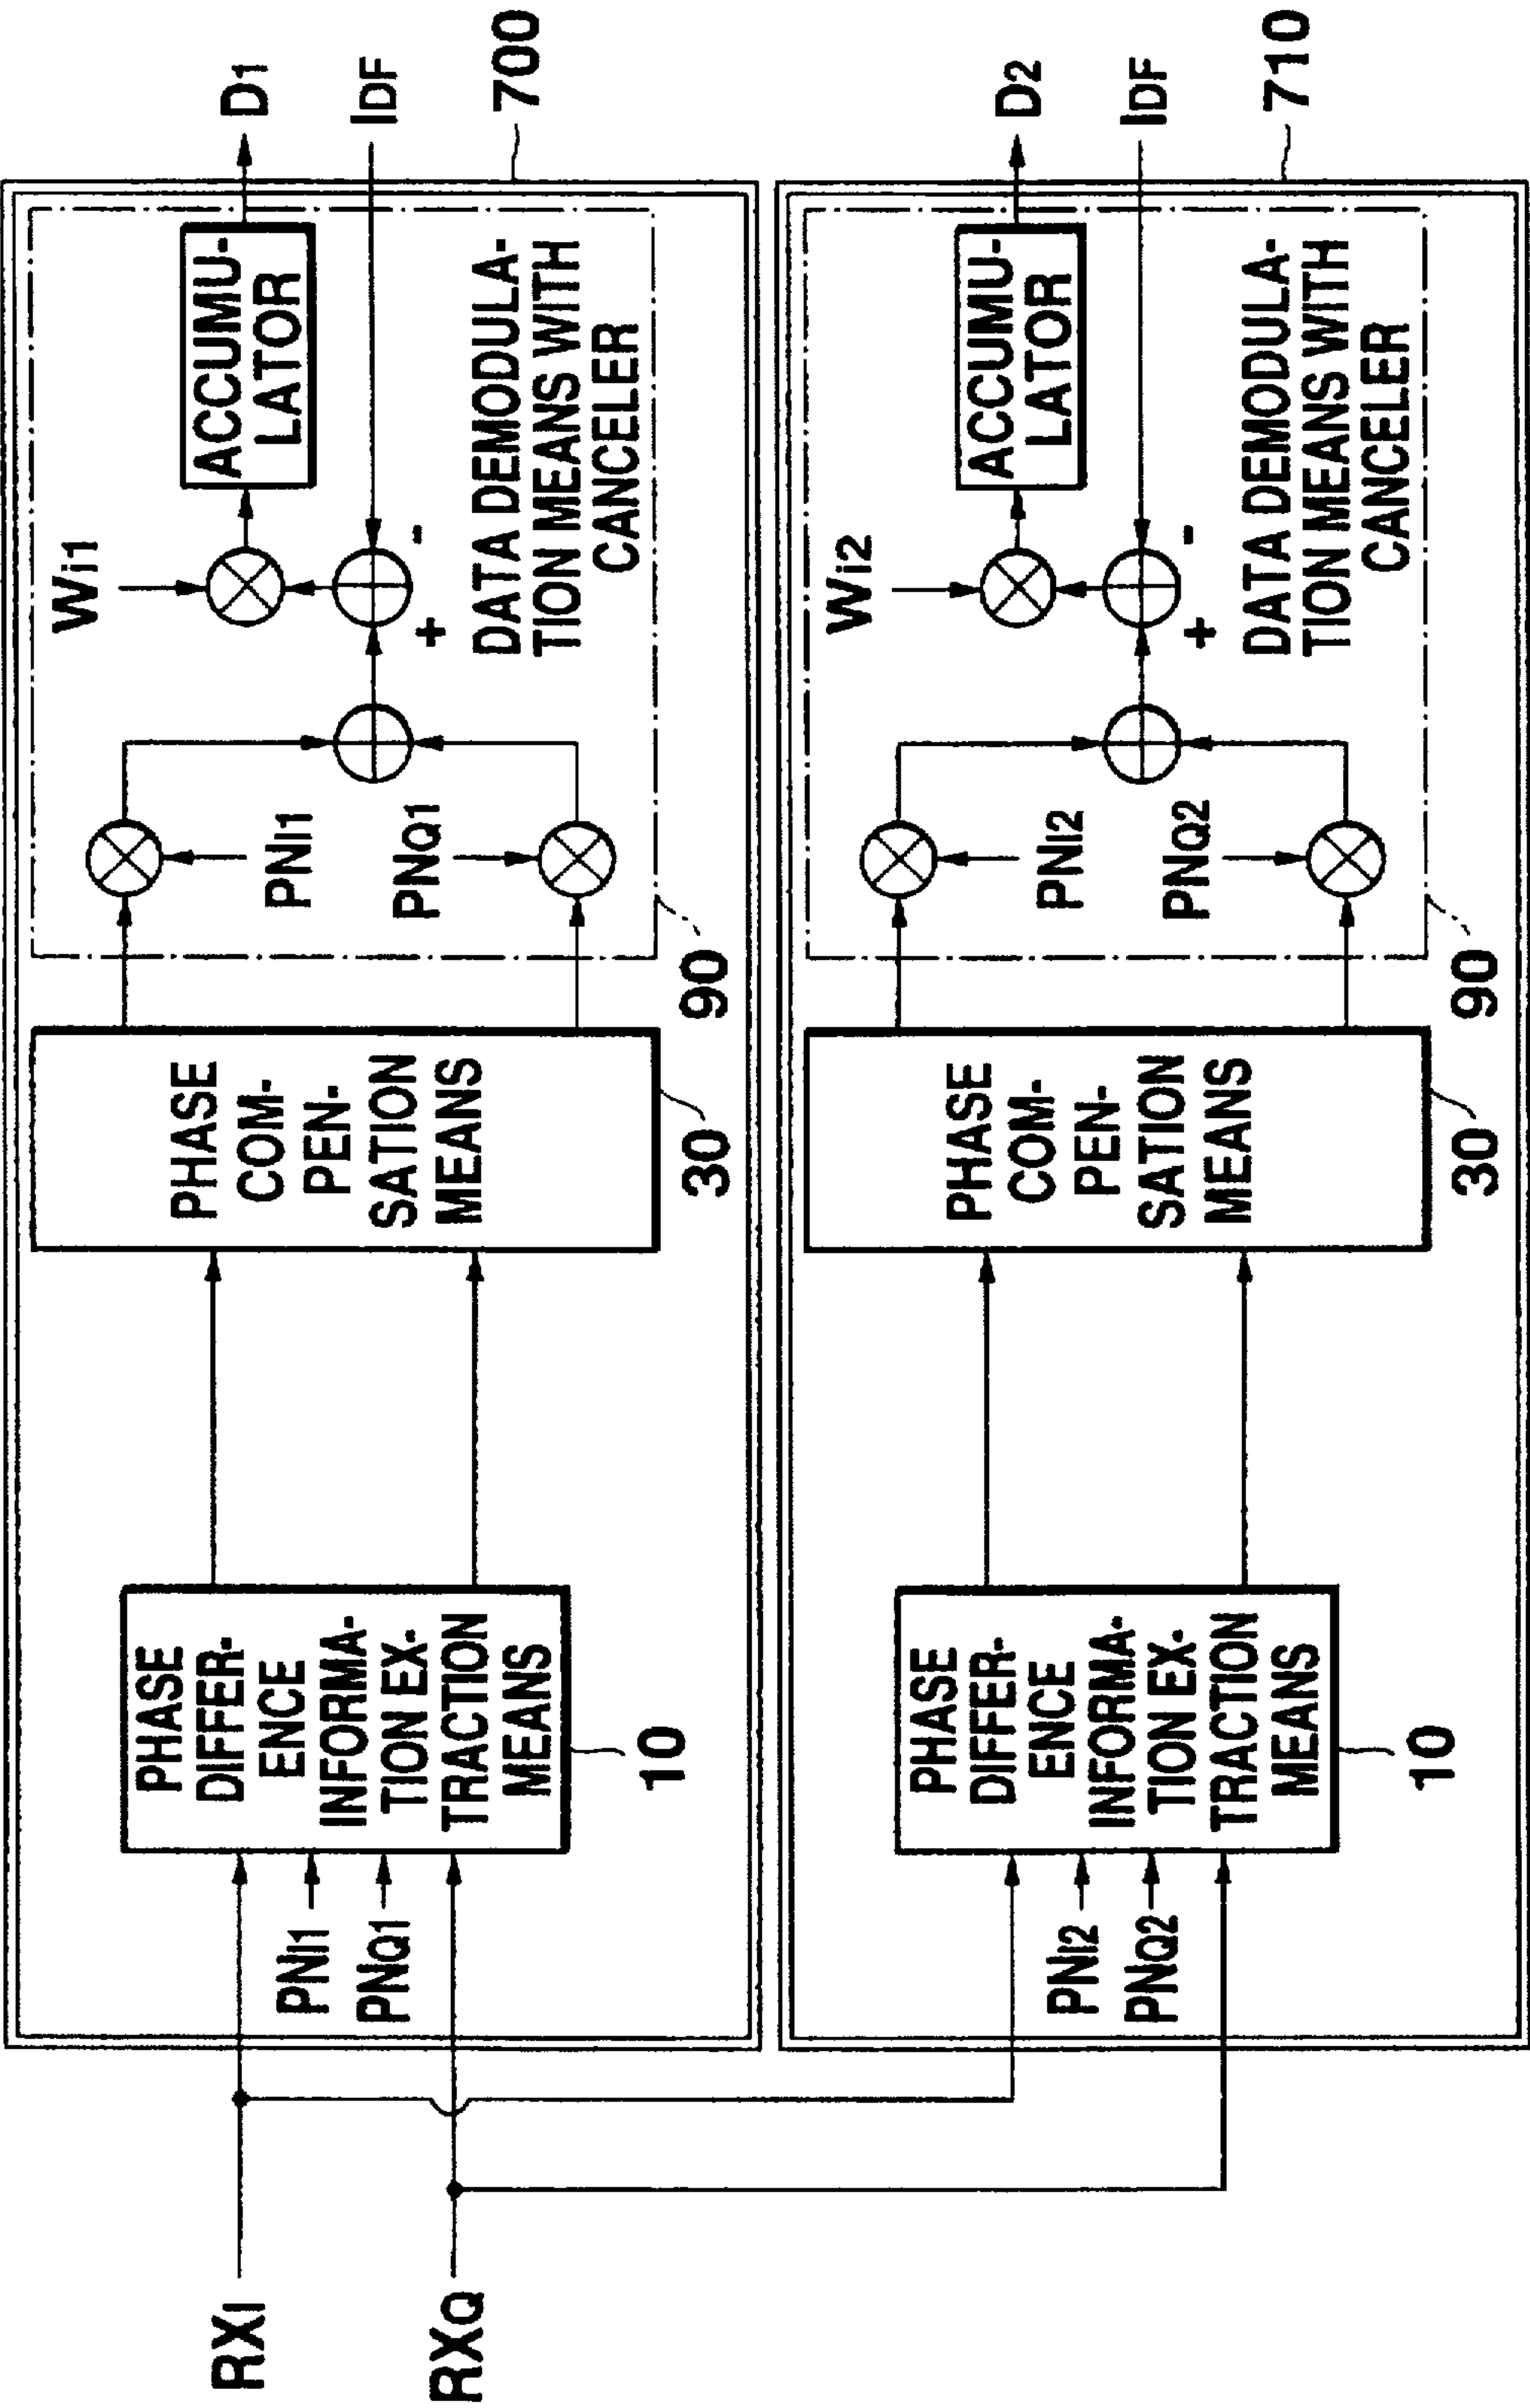 RXI
RXQ
PNI1
PNQ1
PHASE
DIFFER-
ENCE
INFORMA-
TION EX-
TRACTION
MEANS
10
PHASE
COM-
PEN-
SATION
MEANS
30
PNI1
PNQ1
Wi1
+
-
ACCUMU-
LATOR
DATA DEMODULA-
TION MEANS WITH
CANCELER
90
D1
IDF
700
PNI2
PNQ2
PHASE
DIFFER-
ENCE
INFORMA-
TION EX-
TRACTION
MEANS
10
PHASE
COM-
PEN-
SATION
MEANS
30
PNI2
PNQ2
Wi2
+
-
ACCUMU-
LATOR
DATA DEMODULA-
TION MEANS WITH
CANCELER
90
D2
IDF
710